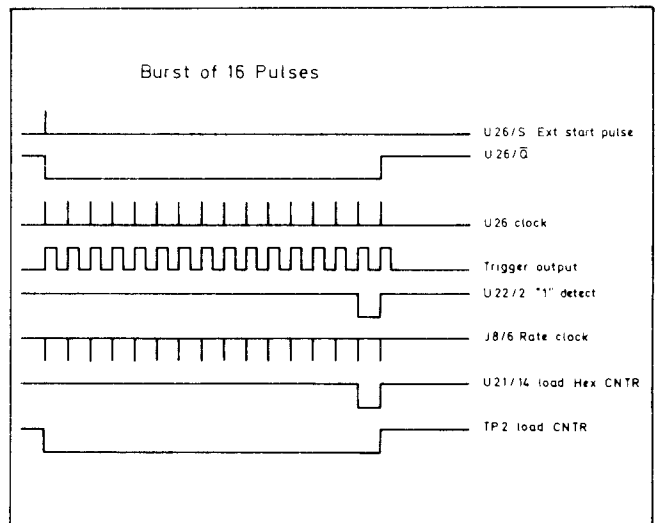 Burst of 16 Pulses
U26/S Ext start pulse
U26/Q̅
U26 clock
Trigger output
U22/2 "1" detect
J8/6 Rate clock
U21/14 load Hex CNTR
TP2 load CNTR